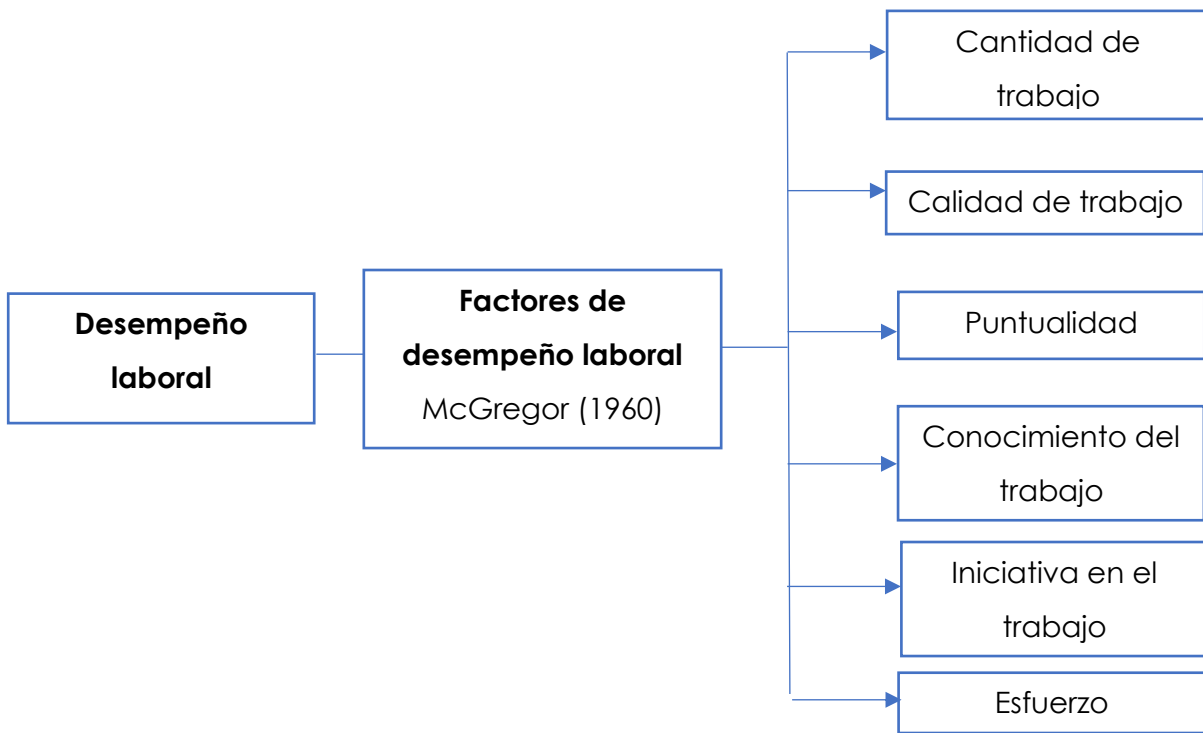 Desempeño
laboral
Factores de
desempeño laboral
McGregor (1960)
Cantidad de
trabajo
Calidad de trabajo
Puntualidad
Conocimiento del
trabajo
Iniciativa en el
trabajo
Esfuerzo